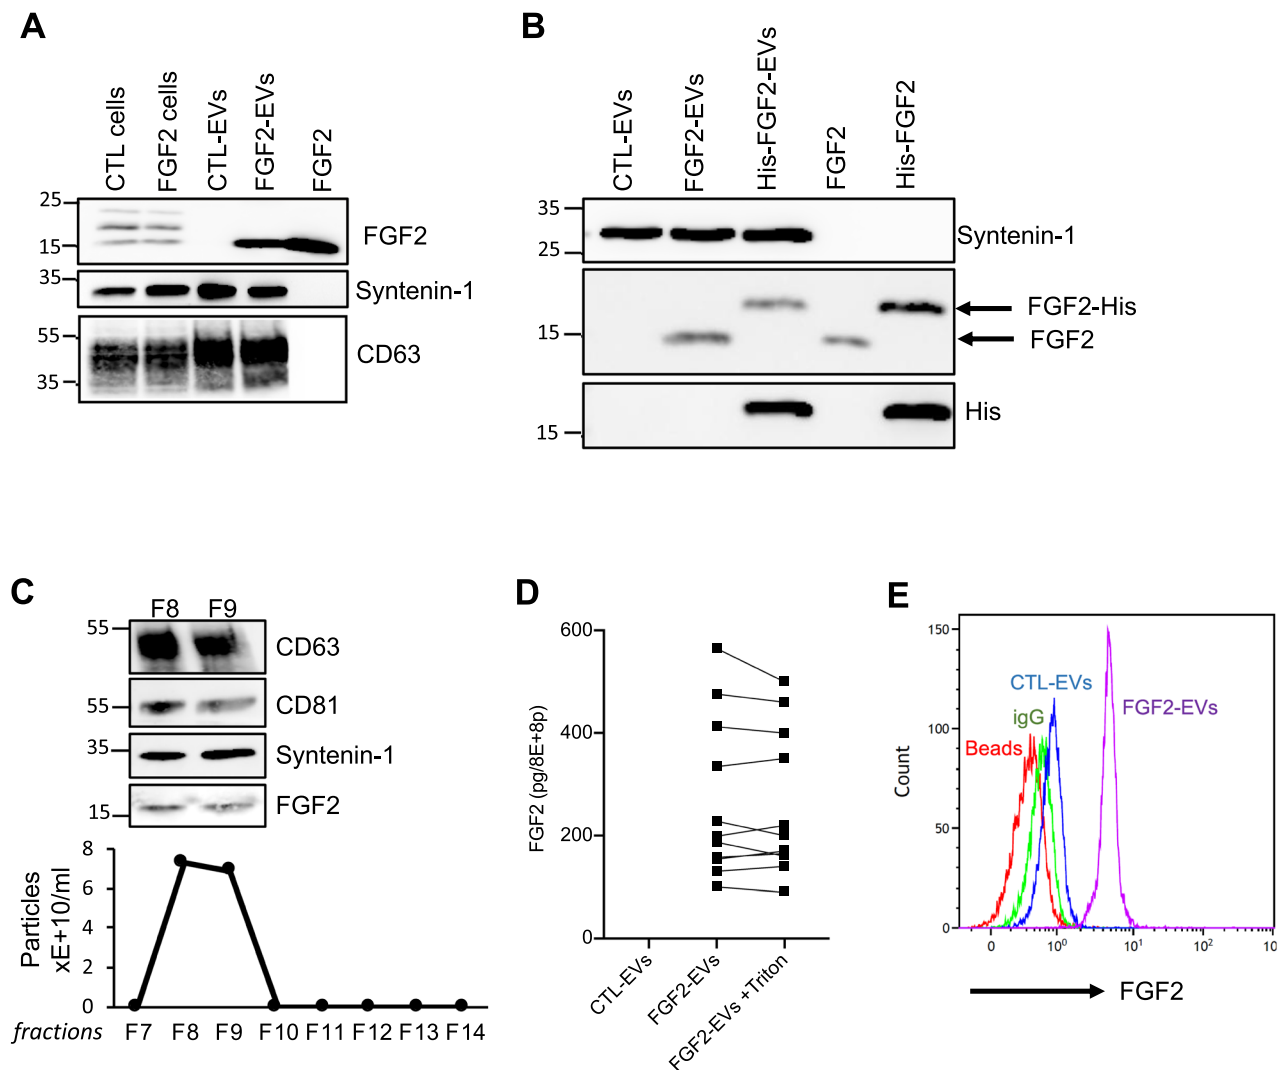 A
CTL cells
FGF2 cells
CTL-EVs
FGF2-EVs
FGF2
25
15
FGF2
35
Syntenin-1
55
35
CD63
B
CTL-EVs
FGF2-EVs
His-FGF2-EVs
FGF2
His-FGF2
35
25
Syntenin-1
15
FGF2-His
FGF2
15
His
C
F8 F9
55
CD63
55
CD81
35
Syntenin-1
15
FGF2
Particles
xE+10/ml
8
6
4
2
0
fractions F7 F8 F9 F10 F11 F12 F13 F14
D
FGF2 (pg/8E+8p)
600
400
200
0
CTL-EVs
FGF2-EVs
FGF2-EVs +Triton
E
Count
150
100
50
0
CTL-EVs
igG
Beads
FGF2-EVs
0 10⁰ 10¹ 10² 10
FGF2